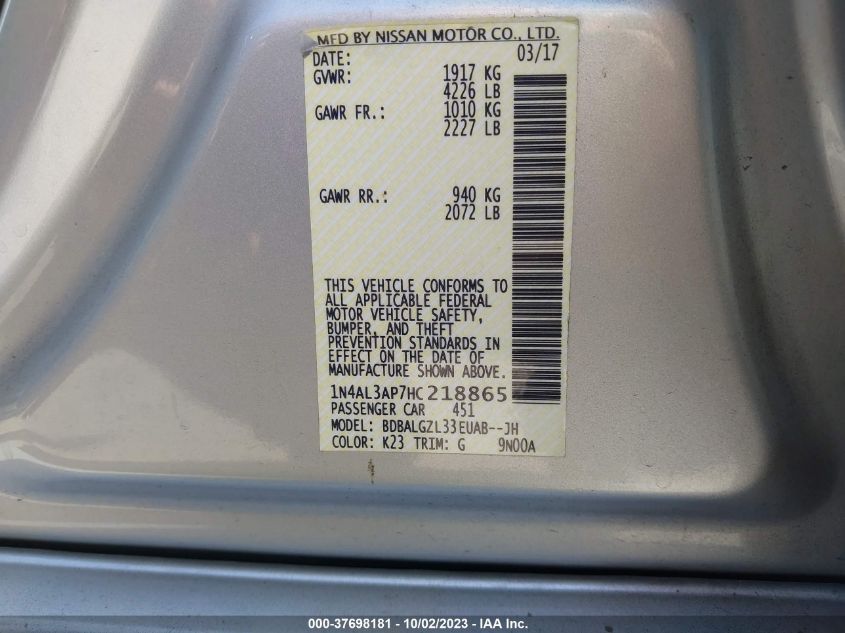 MFD BY NISSAN MOTOR CO., LTD.
DATE: 03/17
GVWR: 1917 KG
4226 LB
GAWR FR.: 1010 KG
2227 LB
GAWR RR.: 940 KG
2072 LB
THIS VEHICLE CONFORMS TO
ALL APPLICABLE FEDERAL
MOTOR VEHICLE SAFETY,
BUMPER, AND THEFT
PREVENTION STANDARDS IN
EFFECT ON THE DATE OF
MANUFACTURE SHOWN ABOVE.
1N4AL3AP7HC218865
PASSENGER CAR 451
MODEL: BDBALGZL33EUAB--JH
COLOR: K23 TRIM: G 9N00A
000-37698181 - 10/02/2023 - IAA Inc.